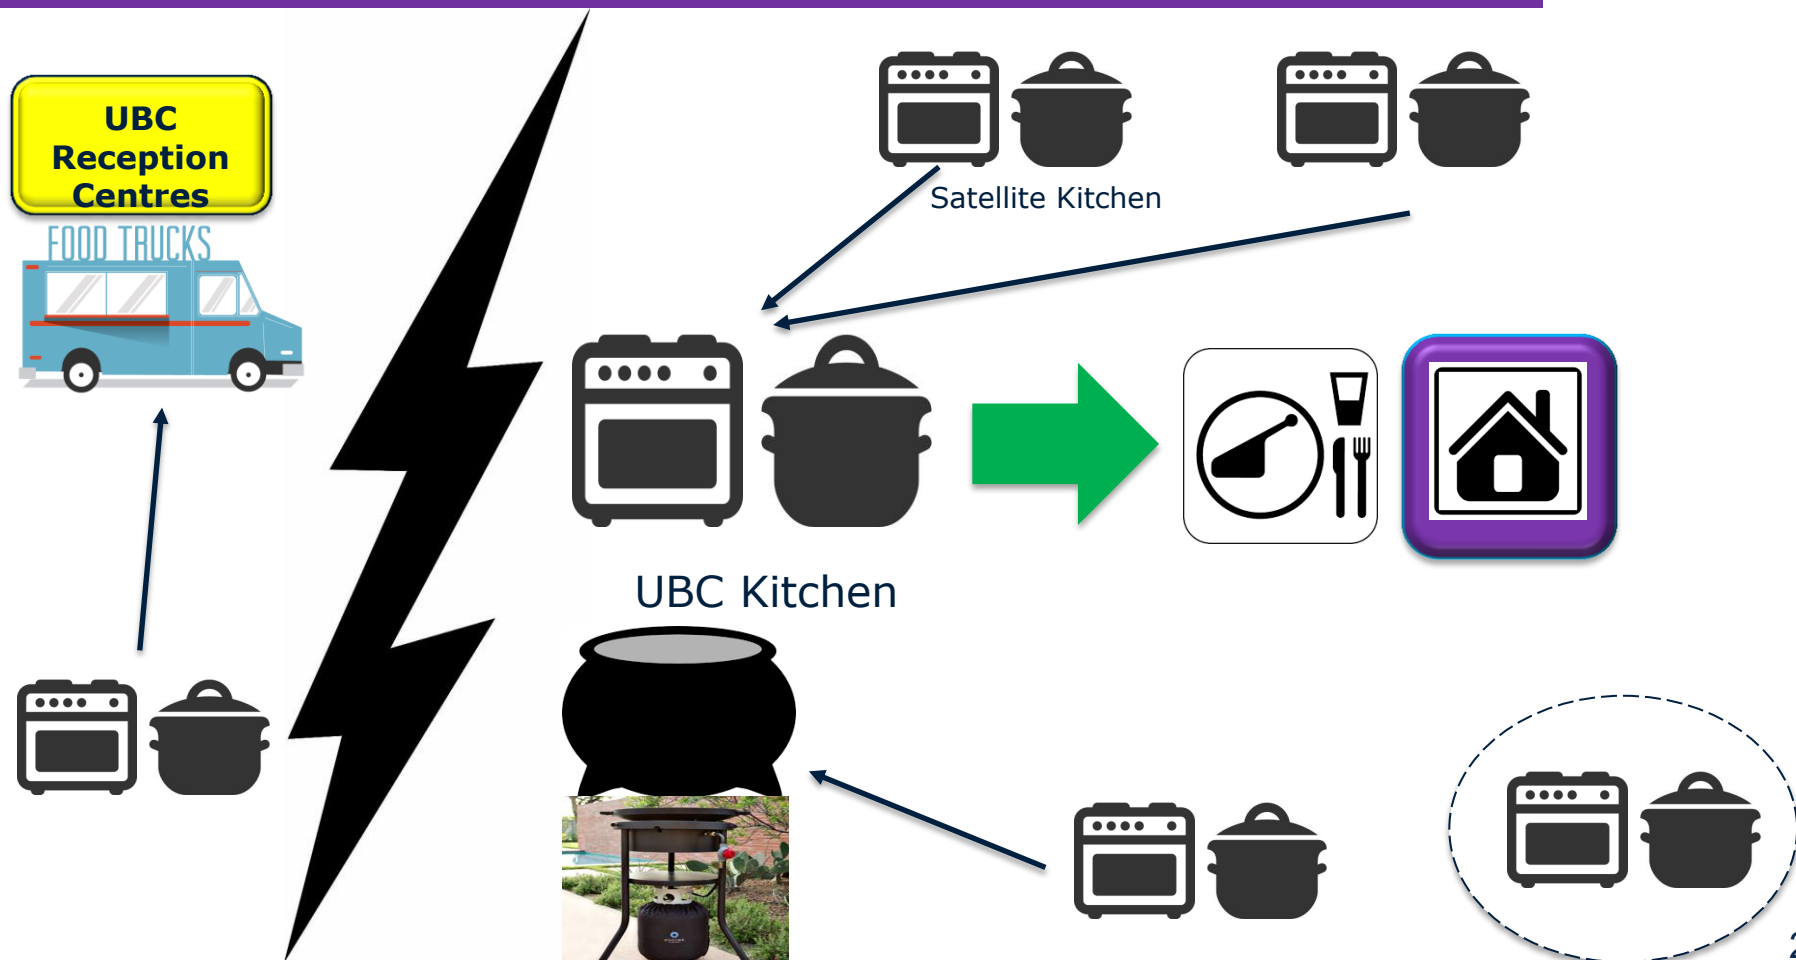 UBC
Reception
Centres
FOOD TRUCKS
Satellite Kitchen
UBC Kitchen